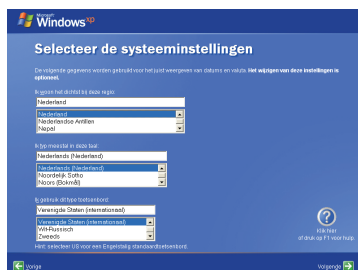 Microsoft
Windows xp
Selecteer de systeeminstellingen
De volgende gegevens worden gebruikt voor het juist weergeven van datums en valuta. Het wijzigen van deze instellingen is
optioneel.
Ik woon het dichtst bij deze regio:
Nederland
Nederland
Nederlandse Antillen
Nepal
Ik typ meestal in deze taal:
Nederlands (Nederland)
Nederlands (Nederland)
Noordelijk Sotho
Noors (Bokmål)
Ik gebruik dit type toetsenbord:
Verenigde Staten (internationaal)
Verenigde Staten (internationaal)
Wit-Russisch
Zweeds
Hint: selecteer US voor een Engelstalig standaardtoetsenbord.
Klik hier
of druk op F1 voor hulp.
Vorige
Volgende